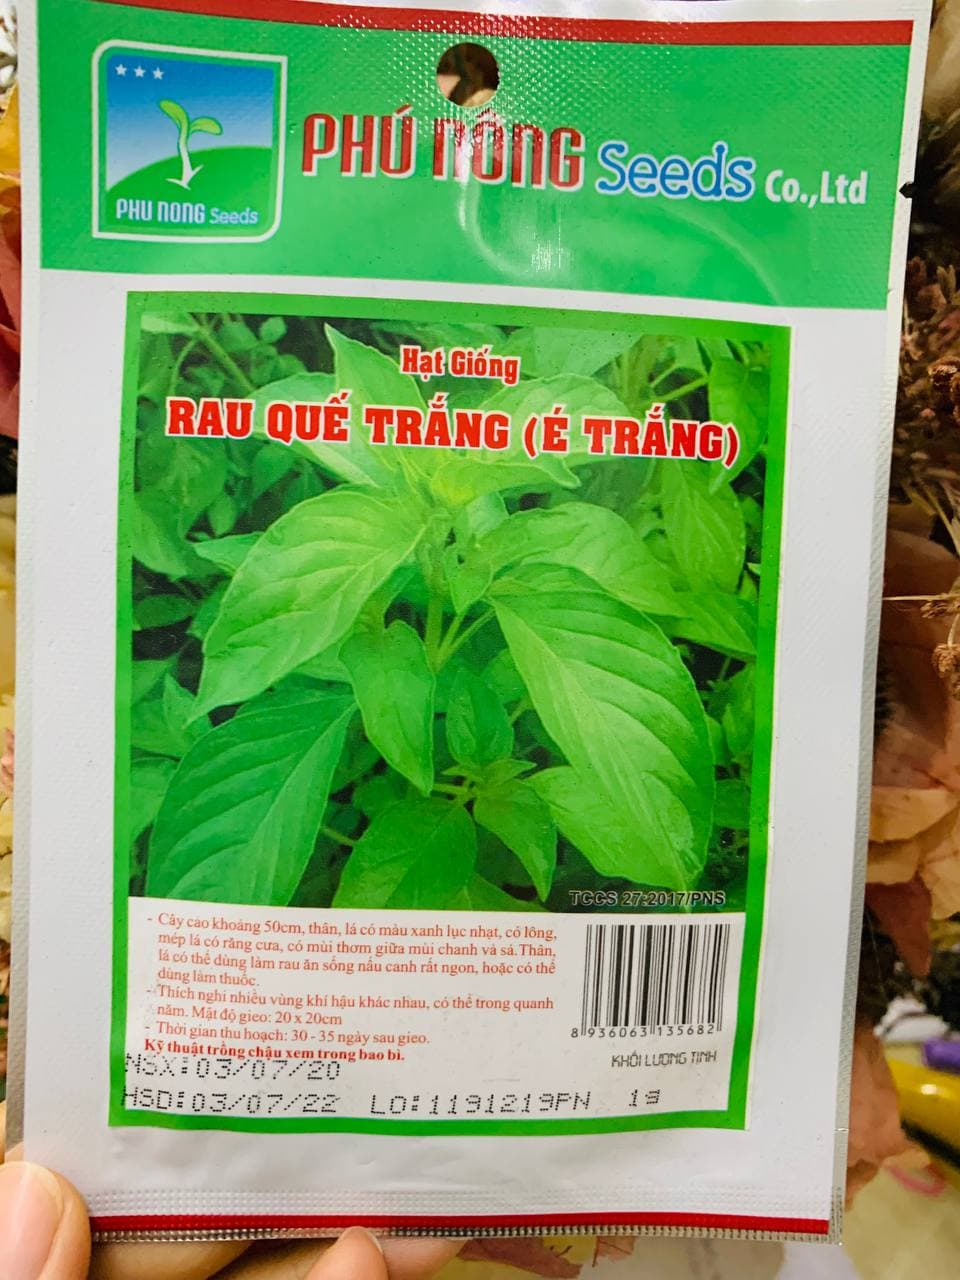 PHU NONG Seeds
PHÚ NÔNG Seeds Co.,Ltd
Hạt Giống
RAU QUẾ TRẮNG (É TRẮNG)
TCCS 27:2017/PNS
- Cây cao khoảng 50cm, thân, lá có màu xanh lục nhạt, có lông,
mép lá có răng cưa, có mùi thơm giữa mùi chanh và sả. Thân,
lá có thể dùng làm rau ăn sống nấu canh rất ngon, hoặc có thể
dùng làm thuốc.
- Thích nghi nhiều vùng khí hậu khác nhau, có thể trong quanh
năm. Mật độ gieo: 20 x 20cm
- Thời gian thu hoạch: 30 - 35 ngày sau gieo.
Kỹ thuật trồng chậu xem trong bao bì.
8 936063 135682
KHỐI LƯỢNG TỊNH
NSX:03/07/20
HSD:03/07/22 LO:1191219PN 1g